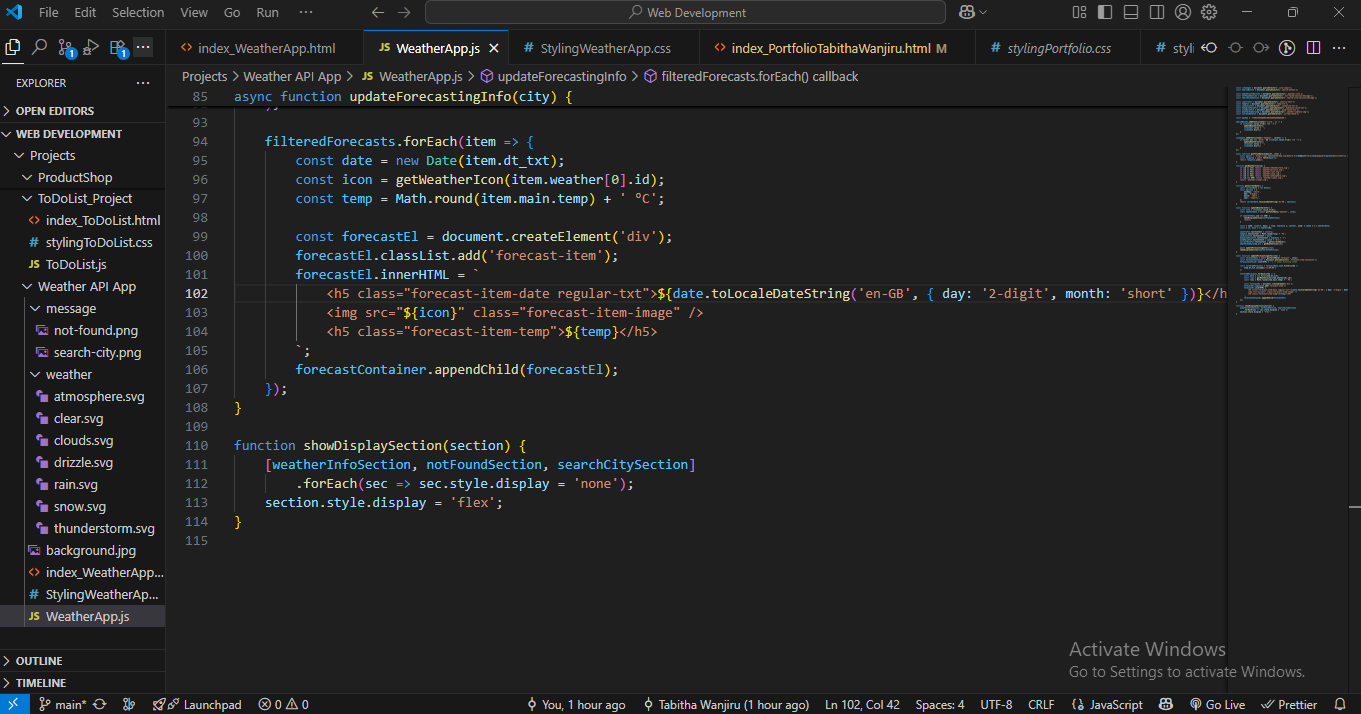 File Edit Selection View Go Run ··· Web Development
index_WeatherApp.html JS WeatherApp.js # StylingWeatherApp.css index_PortfolioTabithaWanjiru.html M # stylingPortfolio.css # styli
EXPLORER
Projects > Weather API App > JS WeatherApp.js > updateForecastingInfo > filteredForecasts.forEach() callback
OPEN EDITORS
WEB DEVELOPMENT
Projects
ProductShop
ToDoList_Project
index_ToDoList.html
# stylingToDoList.css
JS ToDoList.js
Weather API App
message
not-found.png
search-city.png
weather
atmosphere.svg
clear.svg
clouds.svg
drizzle.svg
rain.svg
snow.svg
thunderstorm.svg
background.jpg
index_WeatherApp...
# StylingWeatherAp...
JS WeatherApp.js
OUTLINE
TIMELINE
85 async function updateForecastingInfo(city) {
93
94 filteredForecasts.forEach(item => {
95 const date = new Date(item.dt_txt);
96 const icon = getWeatherIcon(item.weather[0].id);
97 const temp = Math.round(item.main.temp) + ' °C';
98
99 const forecastEl = document.createElement('div');
100 forecastEl.classList.add('forecast-item');
101 forecastEl.innerHTML = `
102 <h5 class="forecast-item-date regular-txt">${date.toLocaleDateString('en-GB', { day: '2-digit', month: 'short' })}</h
103 <img src="${icon}" class="forecast-item-image" />
104 <h5 class="forecast-item-temp">${temp}</h5>
105 `;
106 forecastContainer.appendChild(forecastEl);
107 });
108 }
109
110 function showDisplaySection(section) {
111 [weatherInfoSection, notFoundSection, searchCitySection]
112 .forEach(sec => sec.style.display = 'none');
113 section.style.display = 'flex';
114 }
115
Activate Windows
Go to Settings to activate Windows.
main* Launchpad 0 0 You, 1 hour ago Tabitha Wanjiru (1 hour ago) Ln 102, Col 42 Spaces: 4 UTF-8 CRLF JavaScript Go Live Prettier